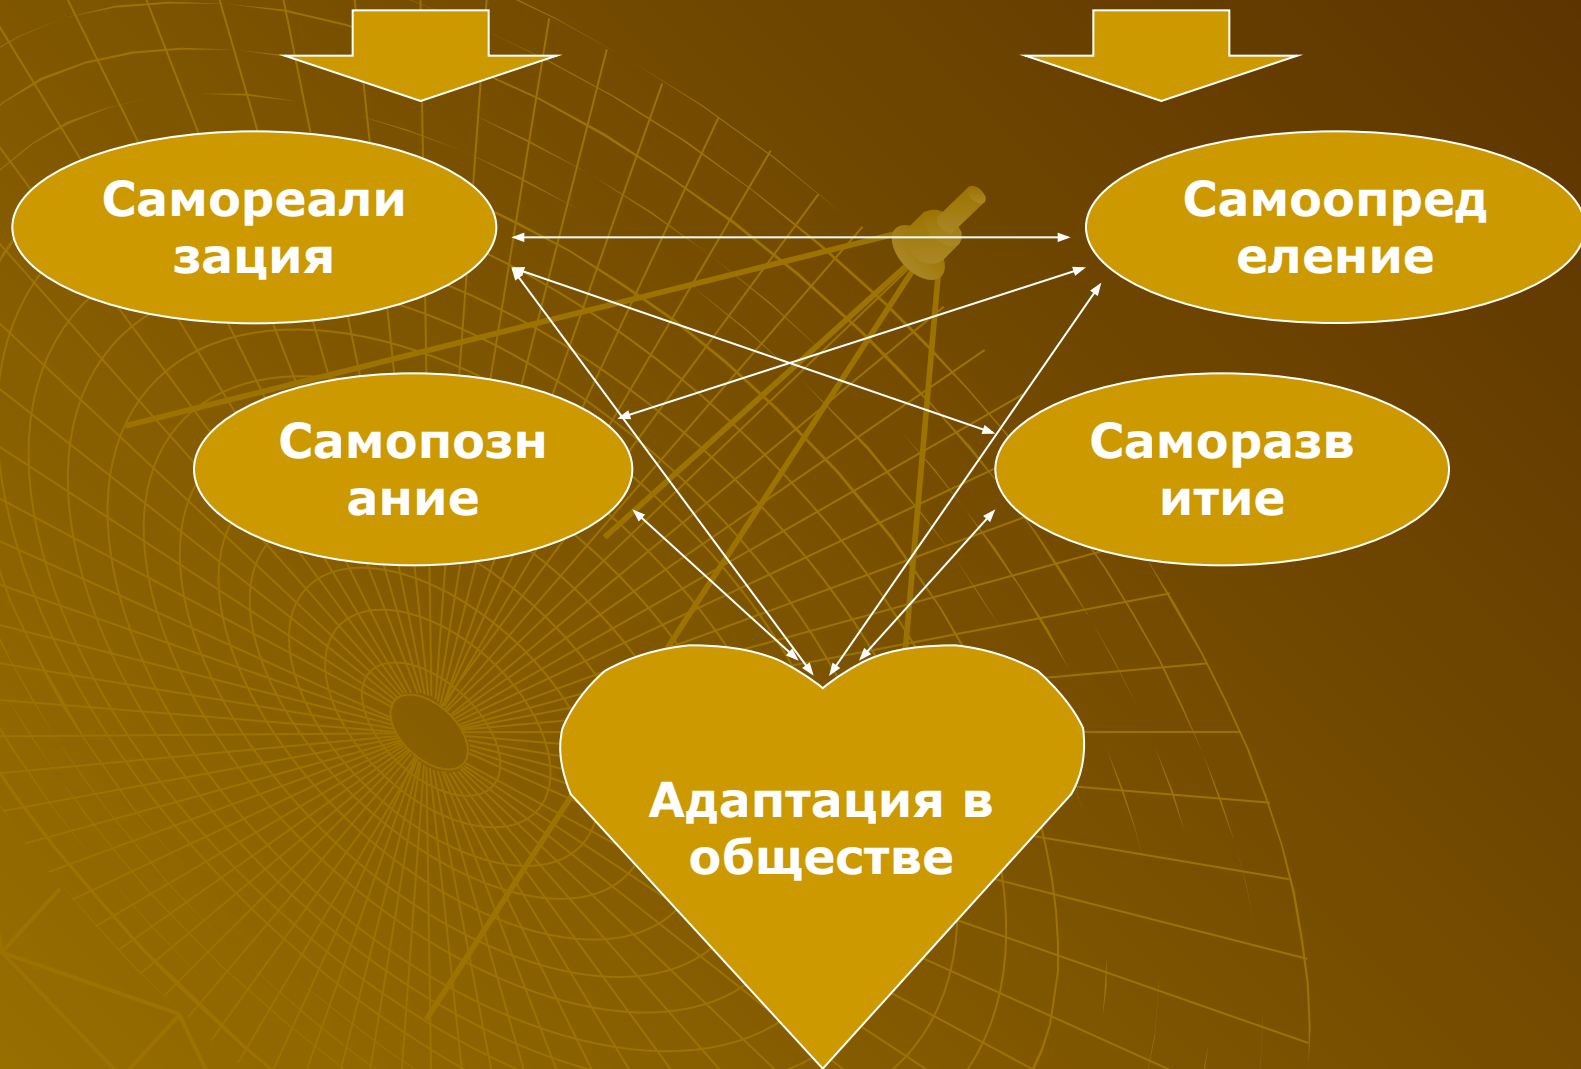 Самореали
зация
Самоопред
еление
Самопозн
ание
Саморазв
итие
Адаптация в
обществе